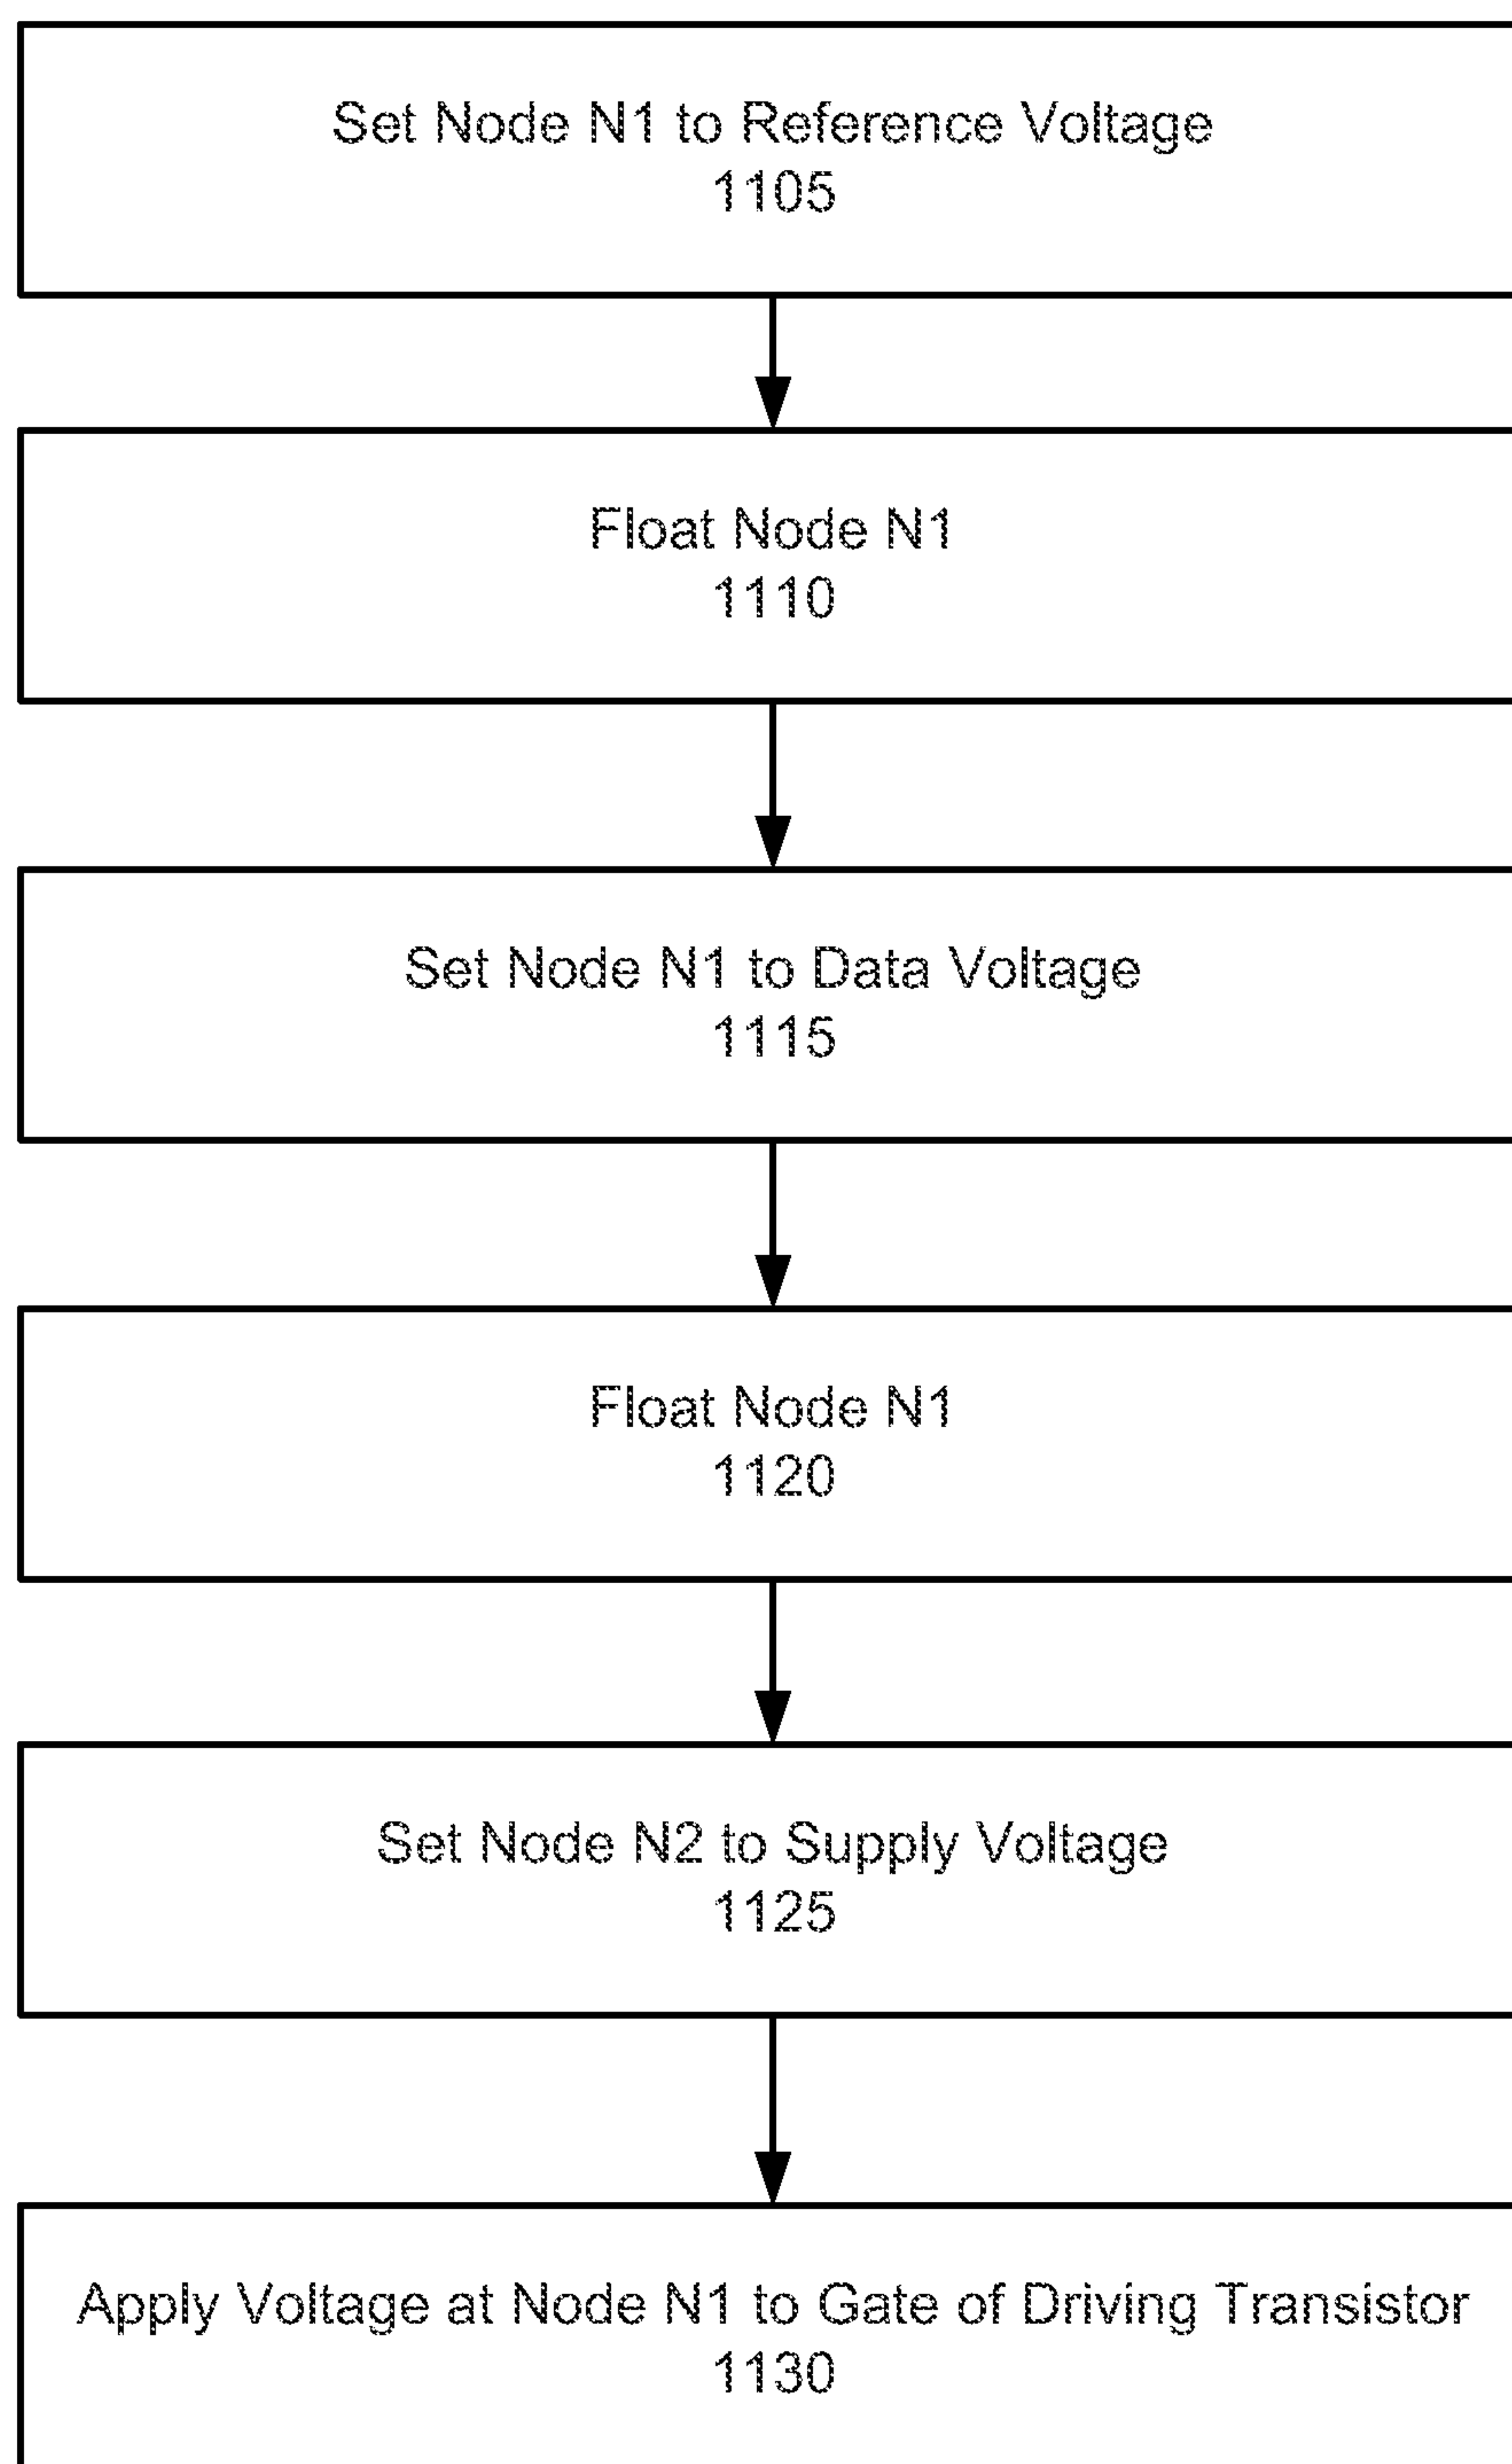 Set Node N1 to Reference Voltage
1105
Float Node N1
1110
Set Node N1 to Data Voltage
1115
Float Node N1
1120
Set Node N2 to Supply Voltage
1125
Apply Voltage at Node N1 to Gate of Driving Transistor
1130